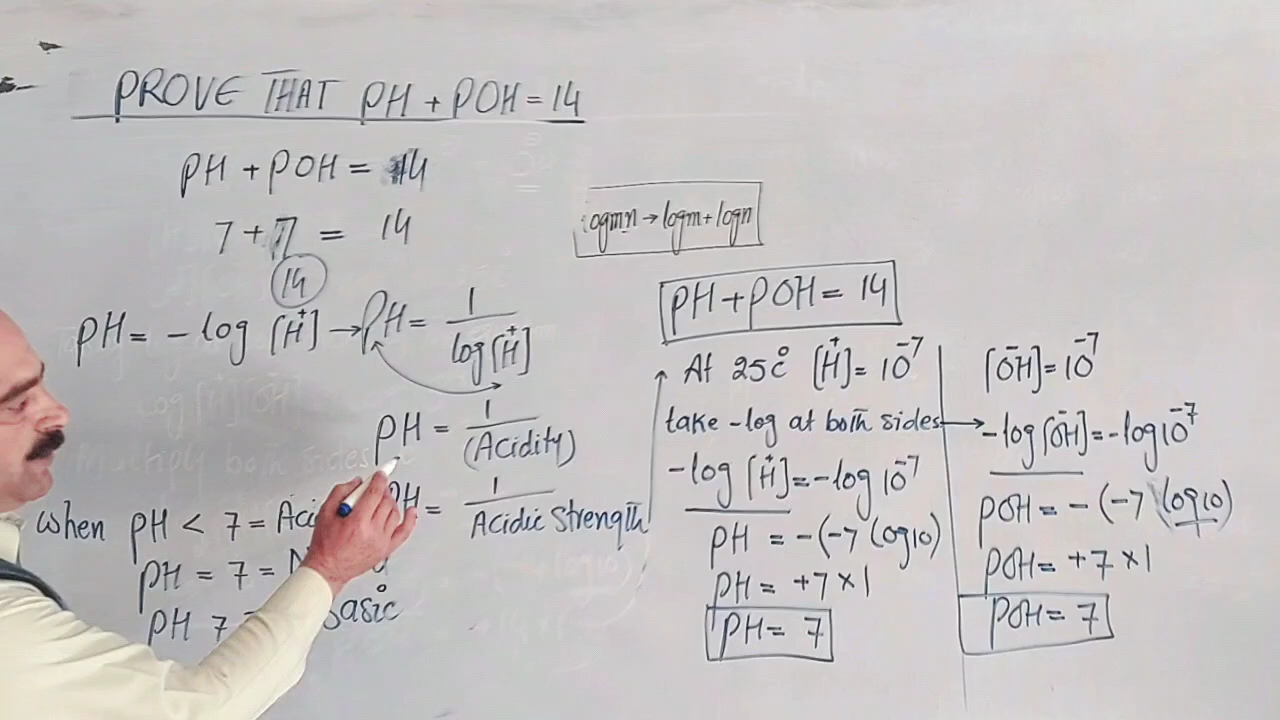 PROVE THAT PH + POH = 14
PH + POH = 14
7 + 7 = 14
14
PH = - log [H⁺] → PH = 1 / log [H⁺]
PH = 1 / (Acidity)
PH = 1 / Acidic strength
when PH < 7 = Aci
PH = 7 =
PH 7 7 Basic
ogmn → logm + logn
PH + POH = 14
At 25°C [H⁺] = 10⁻⁷
take -log at both sides →
-log [H⁺] = -log 10⁻⁷
PH = -(-7 log10)
PH = +7 × 1
PH = 7
[OH⁻] = 10⁻⁷
-log [OH⁻] = -log 10⁻⁷
POH = -(-7 log10)
POH = +7 × 1
POH = 7